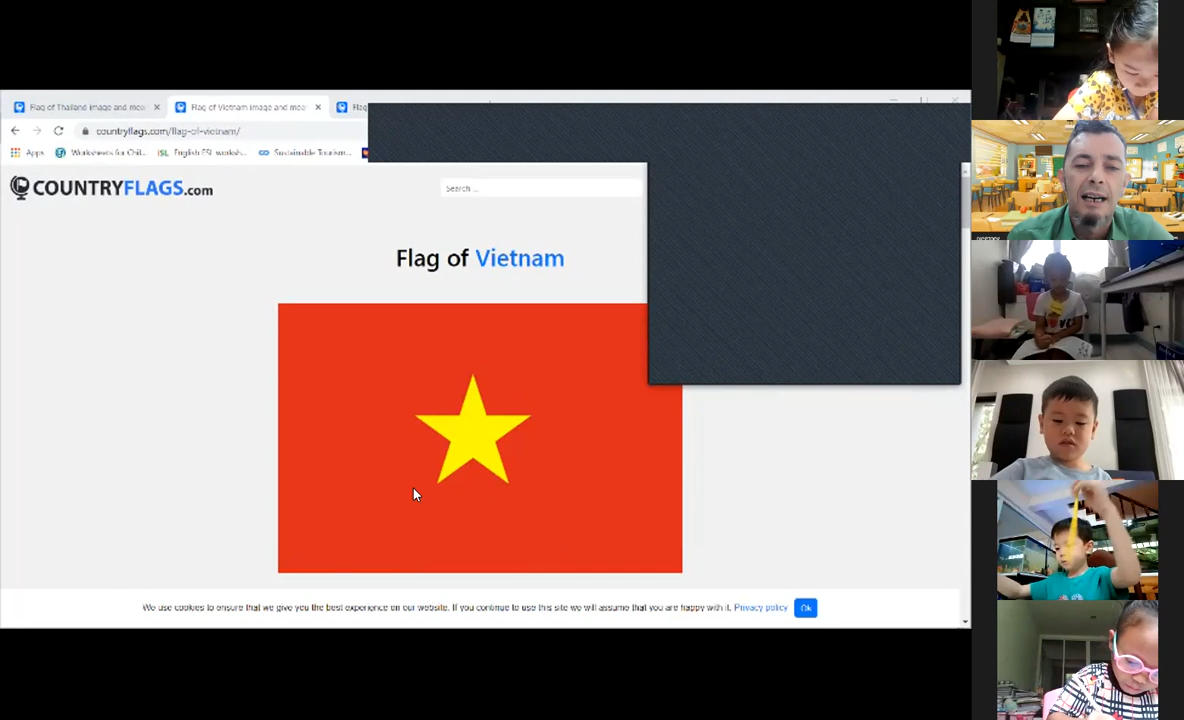 Flag of Thailand image and mea
Flag of Vietnam image and mea
Flag
countryflags.com/flag-of-vietnam/
Apps
Worksheets for Chil...
English ESL worksh...
Sustainable Tourism...
COUNTRYFLAGS.com
Search ...
Flag of Vietnam
We use cookies to ensure that we give you the best experience on our website. If you continue to use this site we will assume that you are happy with it. Privacy policy
Ok